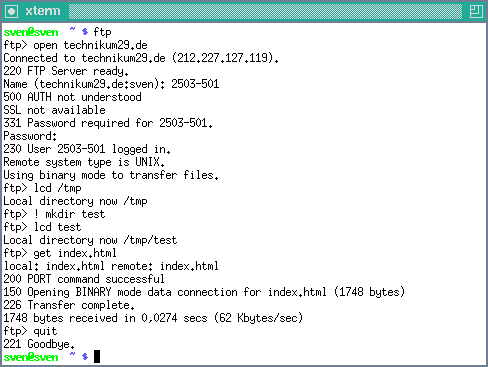 xterm
sven@sven ~ $ ftp
ftp> open technikum29.de
Connected to technikum29.de (212.227.127.119).
220 FTP Server ready.
Name (technikum29.de:sven): 2503-501
500 AUTH not understood
SSL not available
331 Password required for 2503-501.
Password:
230 User 2503-501 logged in.
Remote system type is UNIX.
Using binary mode to transfer files.
ftp> lcd /tmp
Local directory now /tmp
ftp> ! mkdir test
ftp> lcd test
Local directory now /tmp/test
ftp> get index.html
local: index.html remote: index.html
200 PORT command successful
150 Opening BINARY mode data connection for index.html (1748 bytes)
226 Transfer complete.
1748 bytes received in 0,0274 secs (62 Kbytes/sec)
ftp> quit
221 Goodbye.
sven@sven ~ $